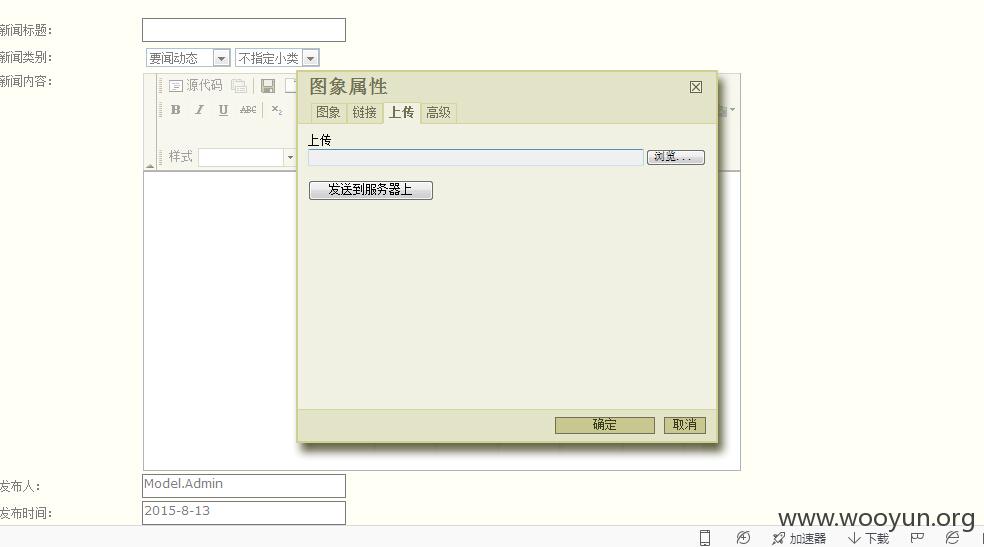 新闻标题:
新闻类别: 要闻动态 不指定小类
新闻内容:
源代码
B I U ABC ×₂
样式
图象属性
图象 链接 上传 高级
上传
浏览...
发送到服务器上
确定 取消
发布人: Model.Admin
发布时间: 2015-8-13
www.wooyun.org
加速器 下载